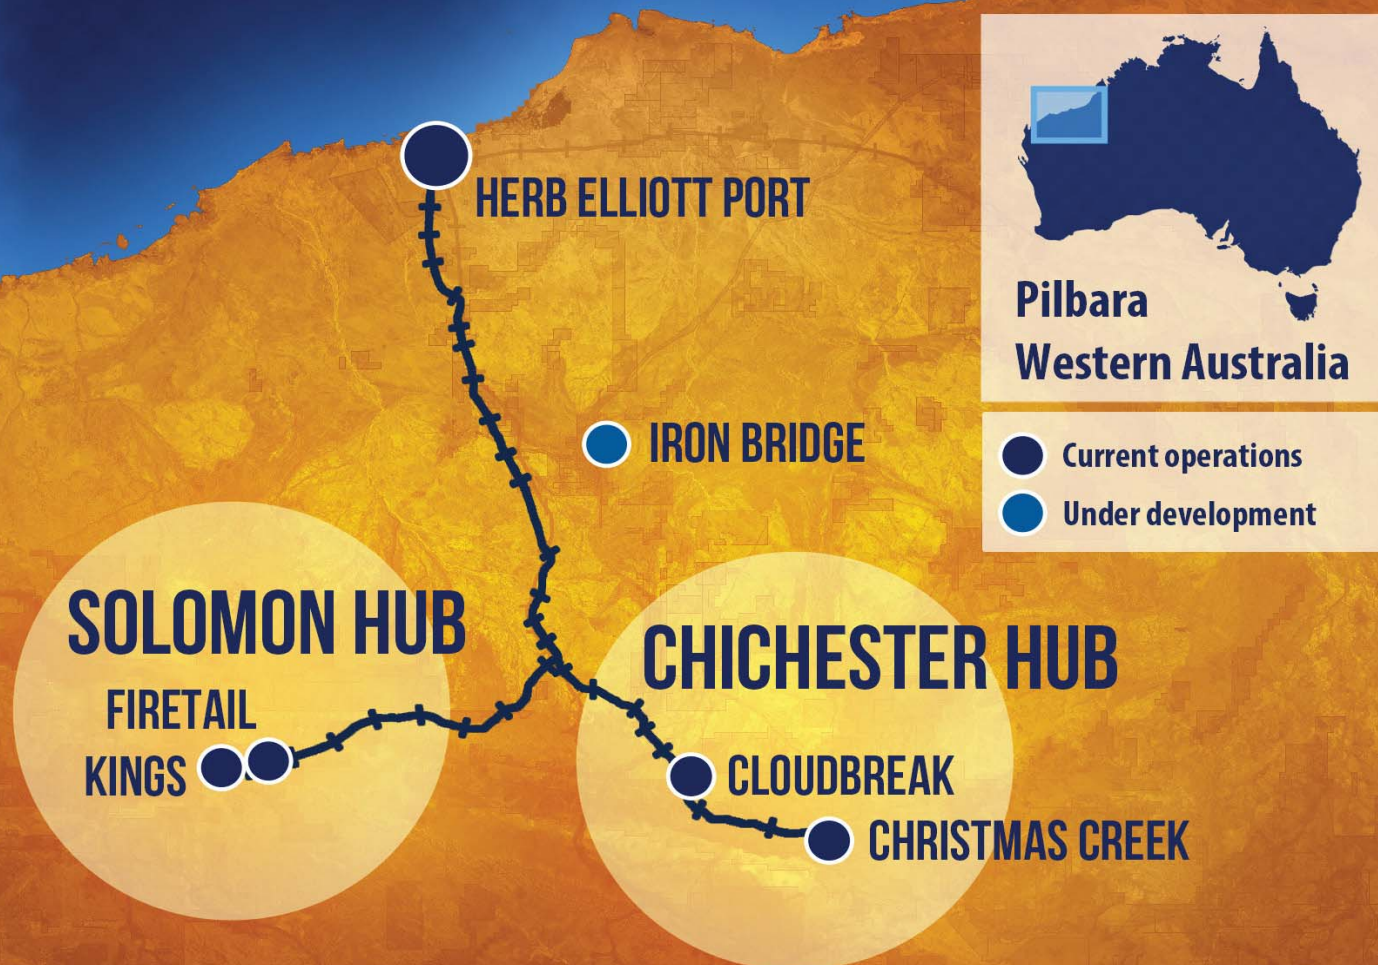 HERB ELLIOTT PORT
Pilbara
Western Australia
IRON BRIDGE
Current operations
Under development
SOLOMON HUB
FIRETAIL
KINGS
CHICHESTER HUB
CLOUDBREAK
CHRISTMAS CREEK